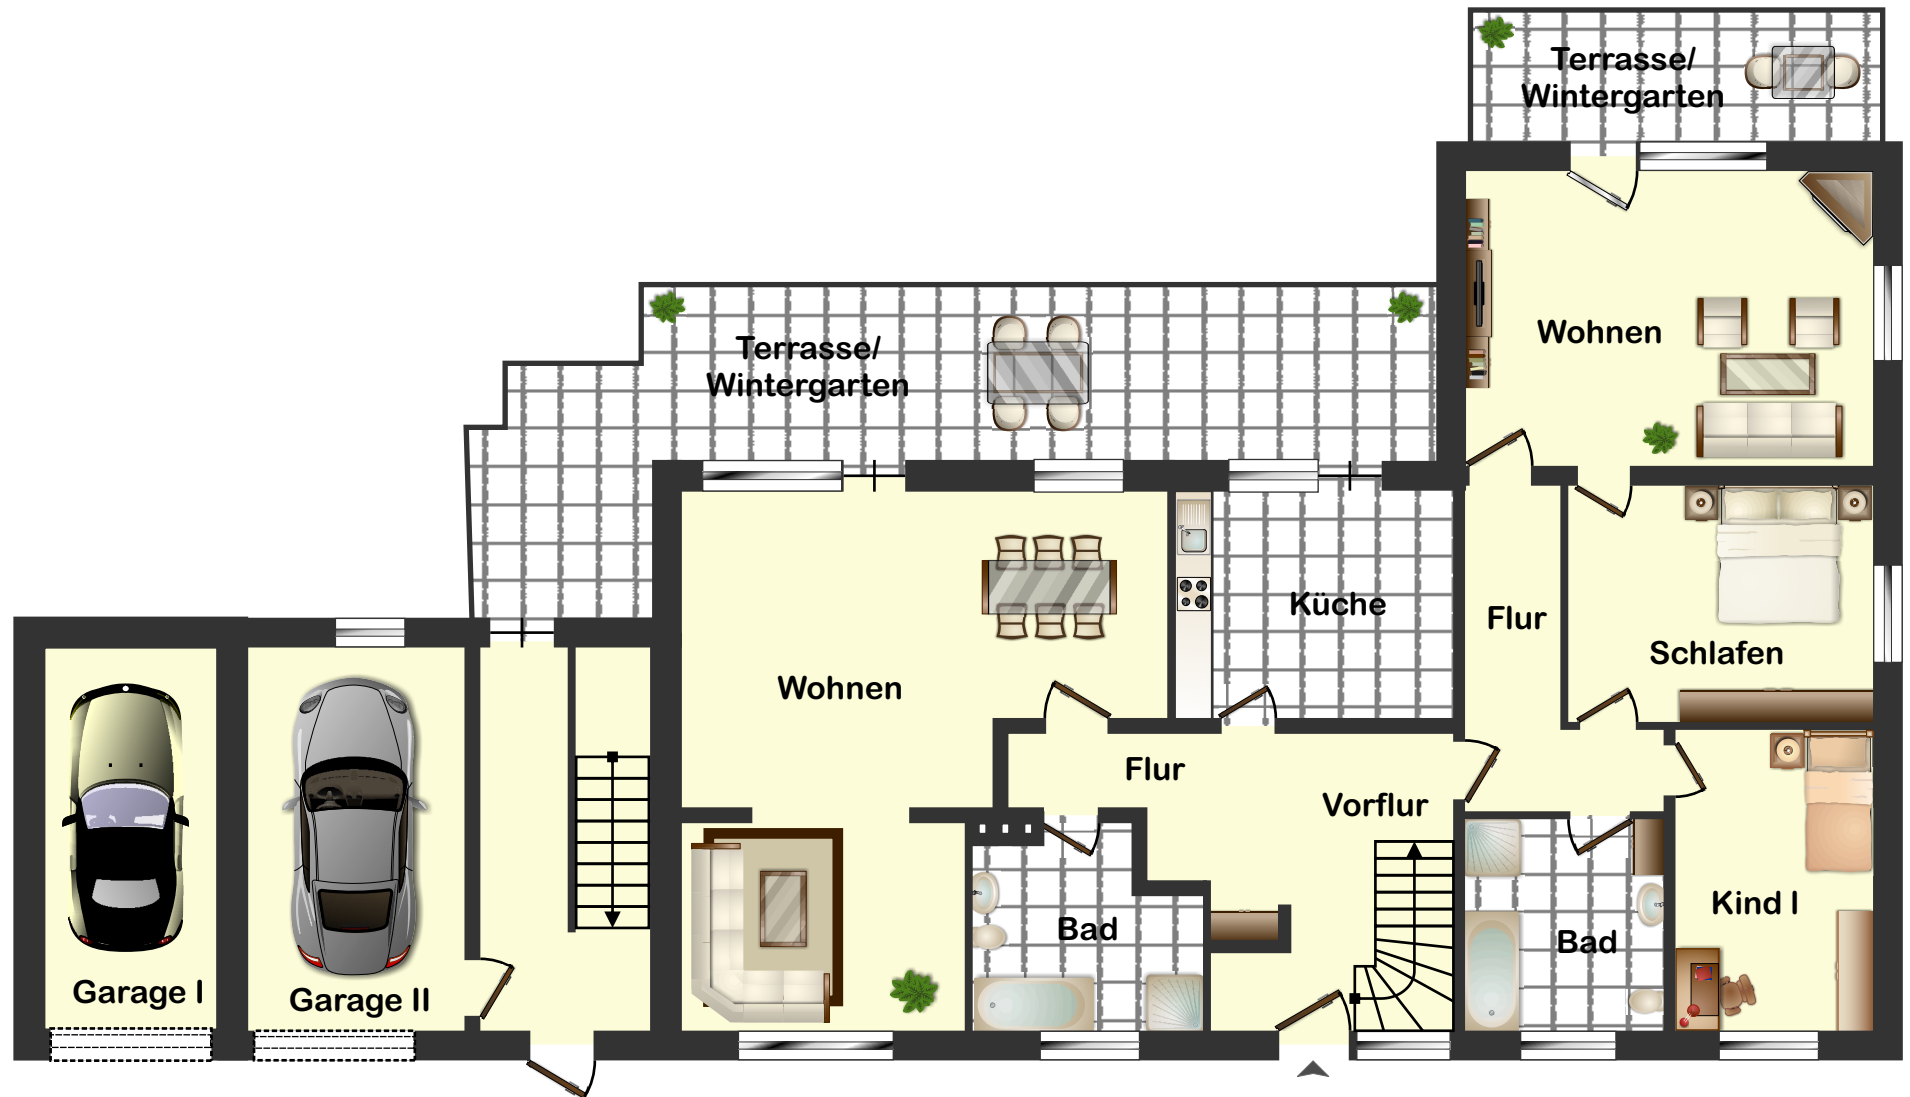 Terrasse/
Wintergarten
Terrasse/
Wintergarten
Wohnen
Küche
Flur
Schlafen
Wohnen
Flur
Vorflur
Kind I
Bad
Bad
Garage I
Garage II